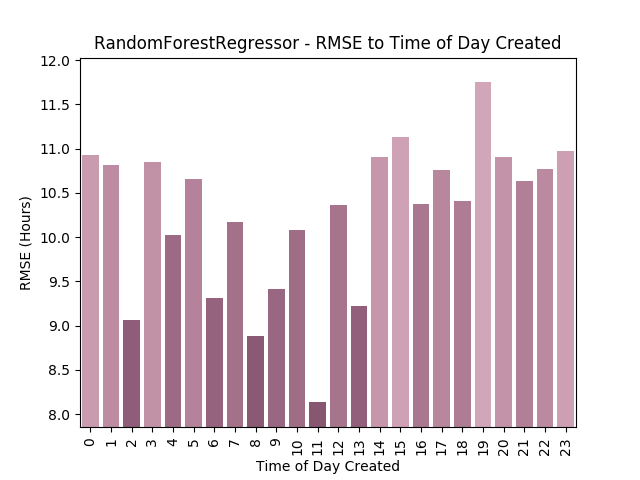 RandomForestRegressor - RMSE to Time of Day Created
12.0
11.5
11.0
10.5
10.0
9.5
9.0
8.5
8.0
RMSE (Hours)
0 1 2 3 4 5 6 7 8 9 10 11 12 13 14 15 16 17 18 19 20 21 22 23
Time of Day Created